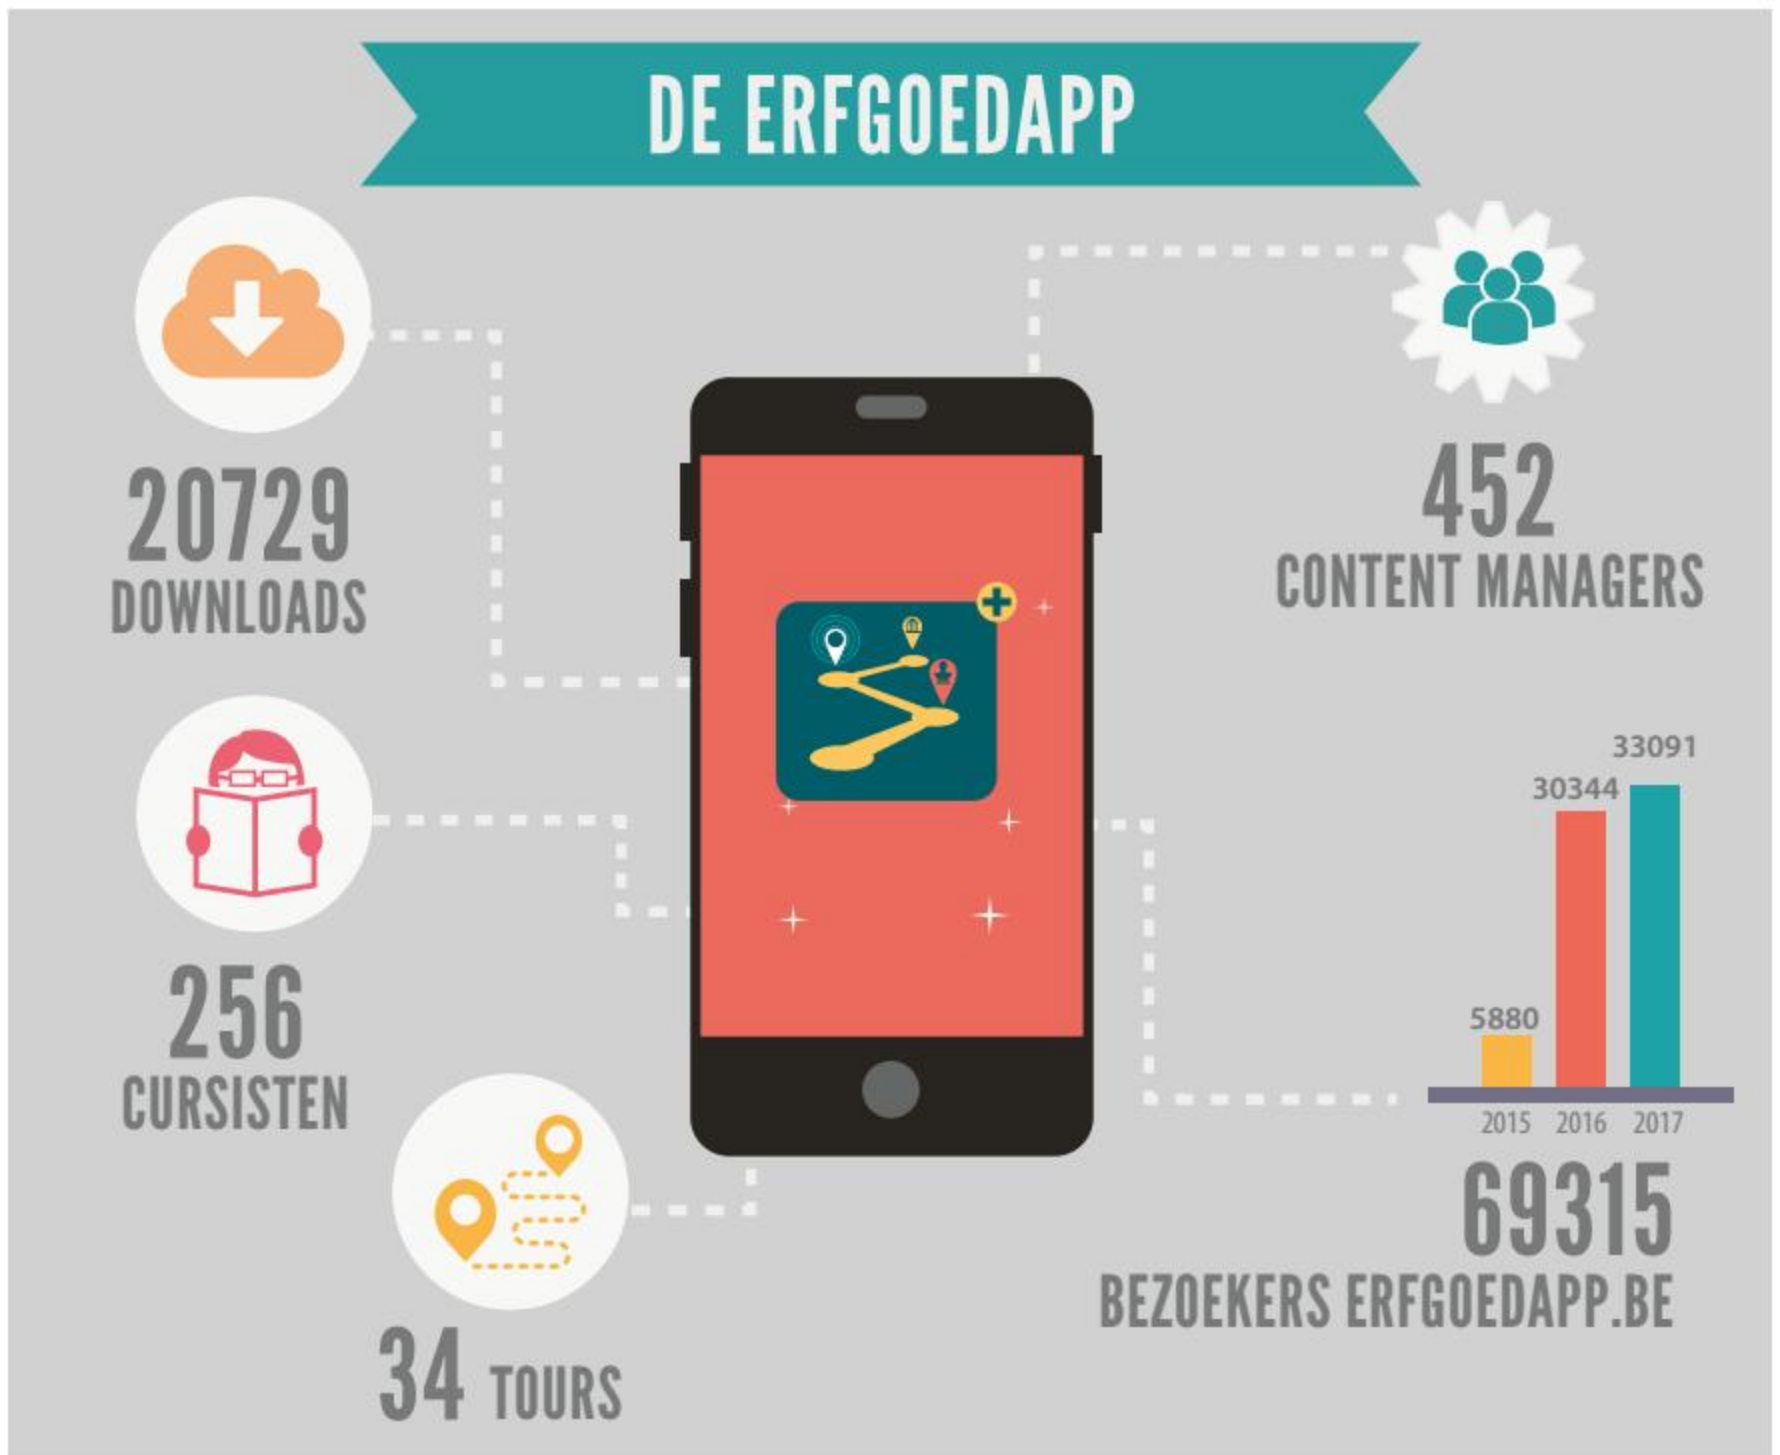 DE ERFGOEDAPP
20729
DOWNLOADS
452
CONTENT MANAGERS
256
CURSISTEN
34 TOURS
33091
30344
5880
2015 2016 2017
69315
BEZOEKERS ERFGOEDAPP.BE